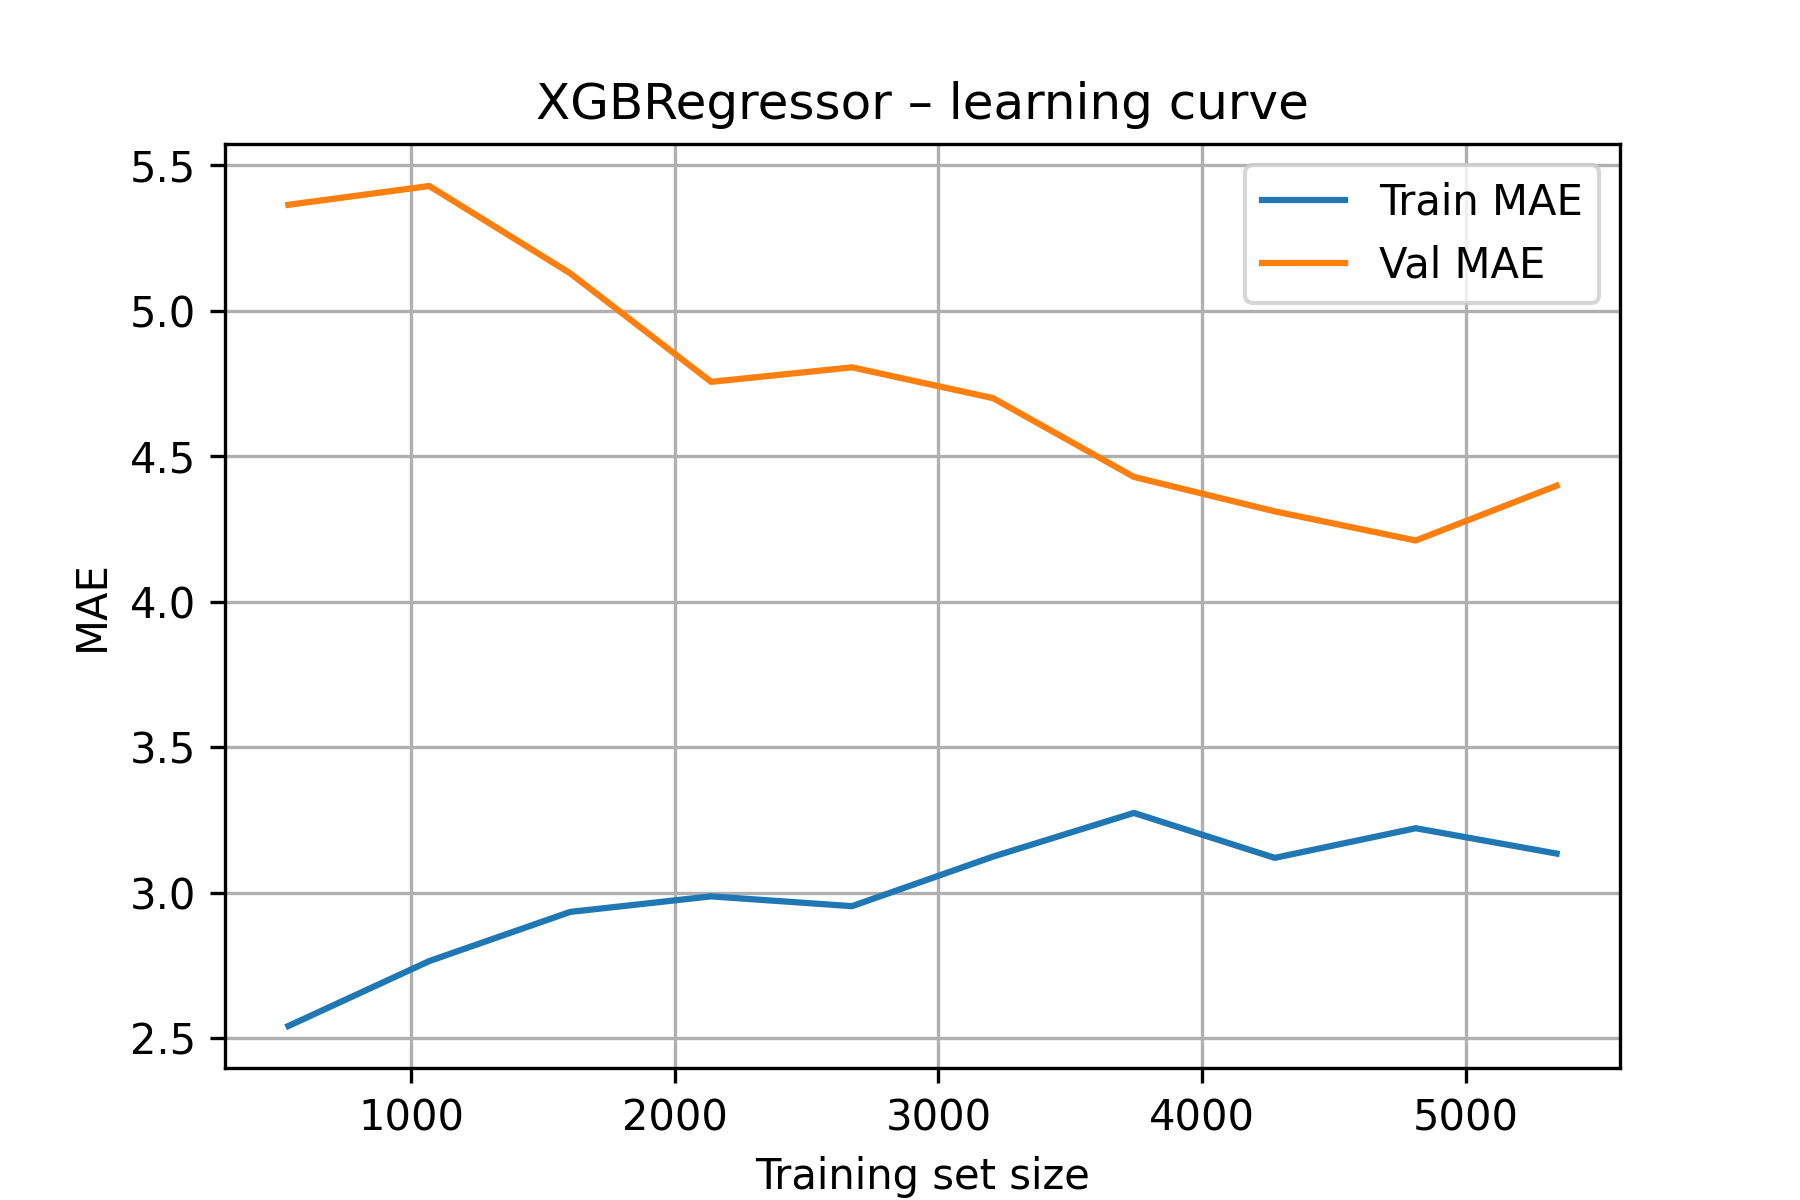 XGBRegressor – learning curve
Train MAE
Val MAE
5.5
5.0
4.5
4.0
3.5
3.0
2.5
MAE
1000 2000 3000 4000 5000
Training set size